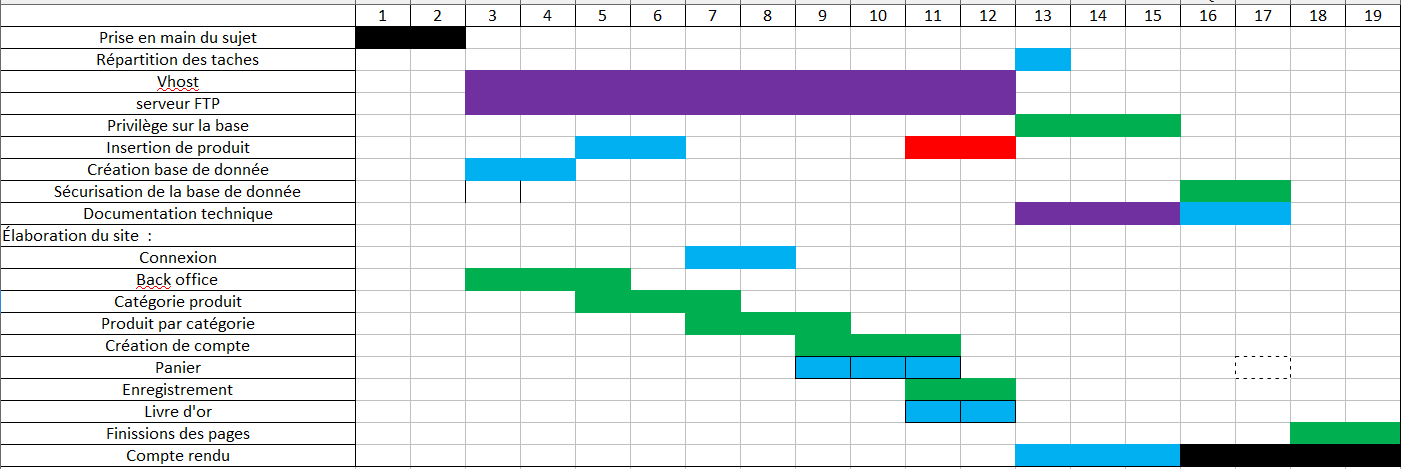 1 2 3 4 5 6 7 8 9 10 11 12 13 14 15 16 17 18 19
Prise en main du sujet
Répartition des taches
Vhost
serveur FTP
Privilège sur la base
Insertion de produit
Création base de donnée
Sécurisation de la base de donnée
Documentation technique
Élaboration du site :
Connexion
Back office
Catégorie produit
Produit par catégorie
Création de compte
Panier
Enregistrement
Livre d'or
Finissions des pages
Compte rendu